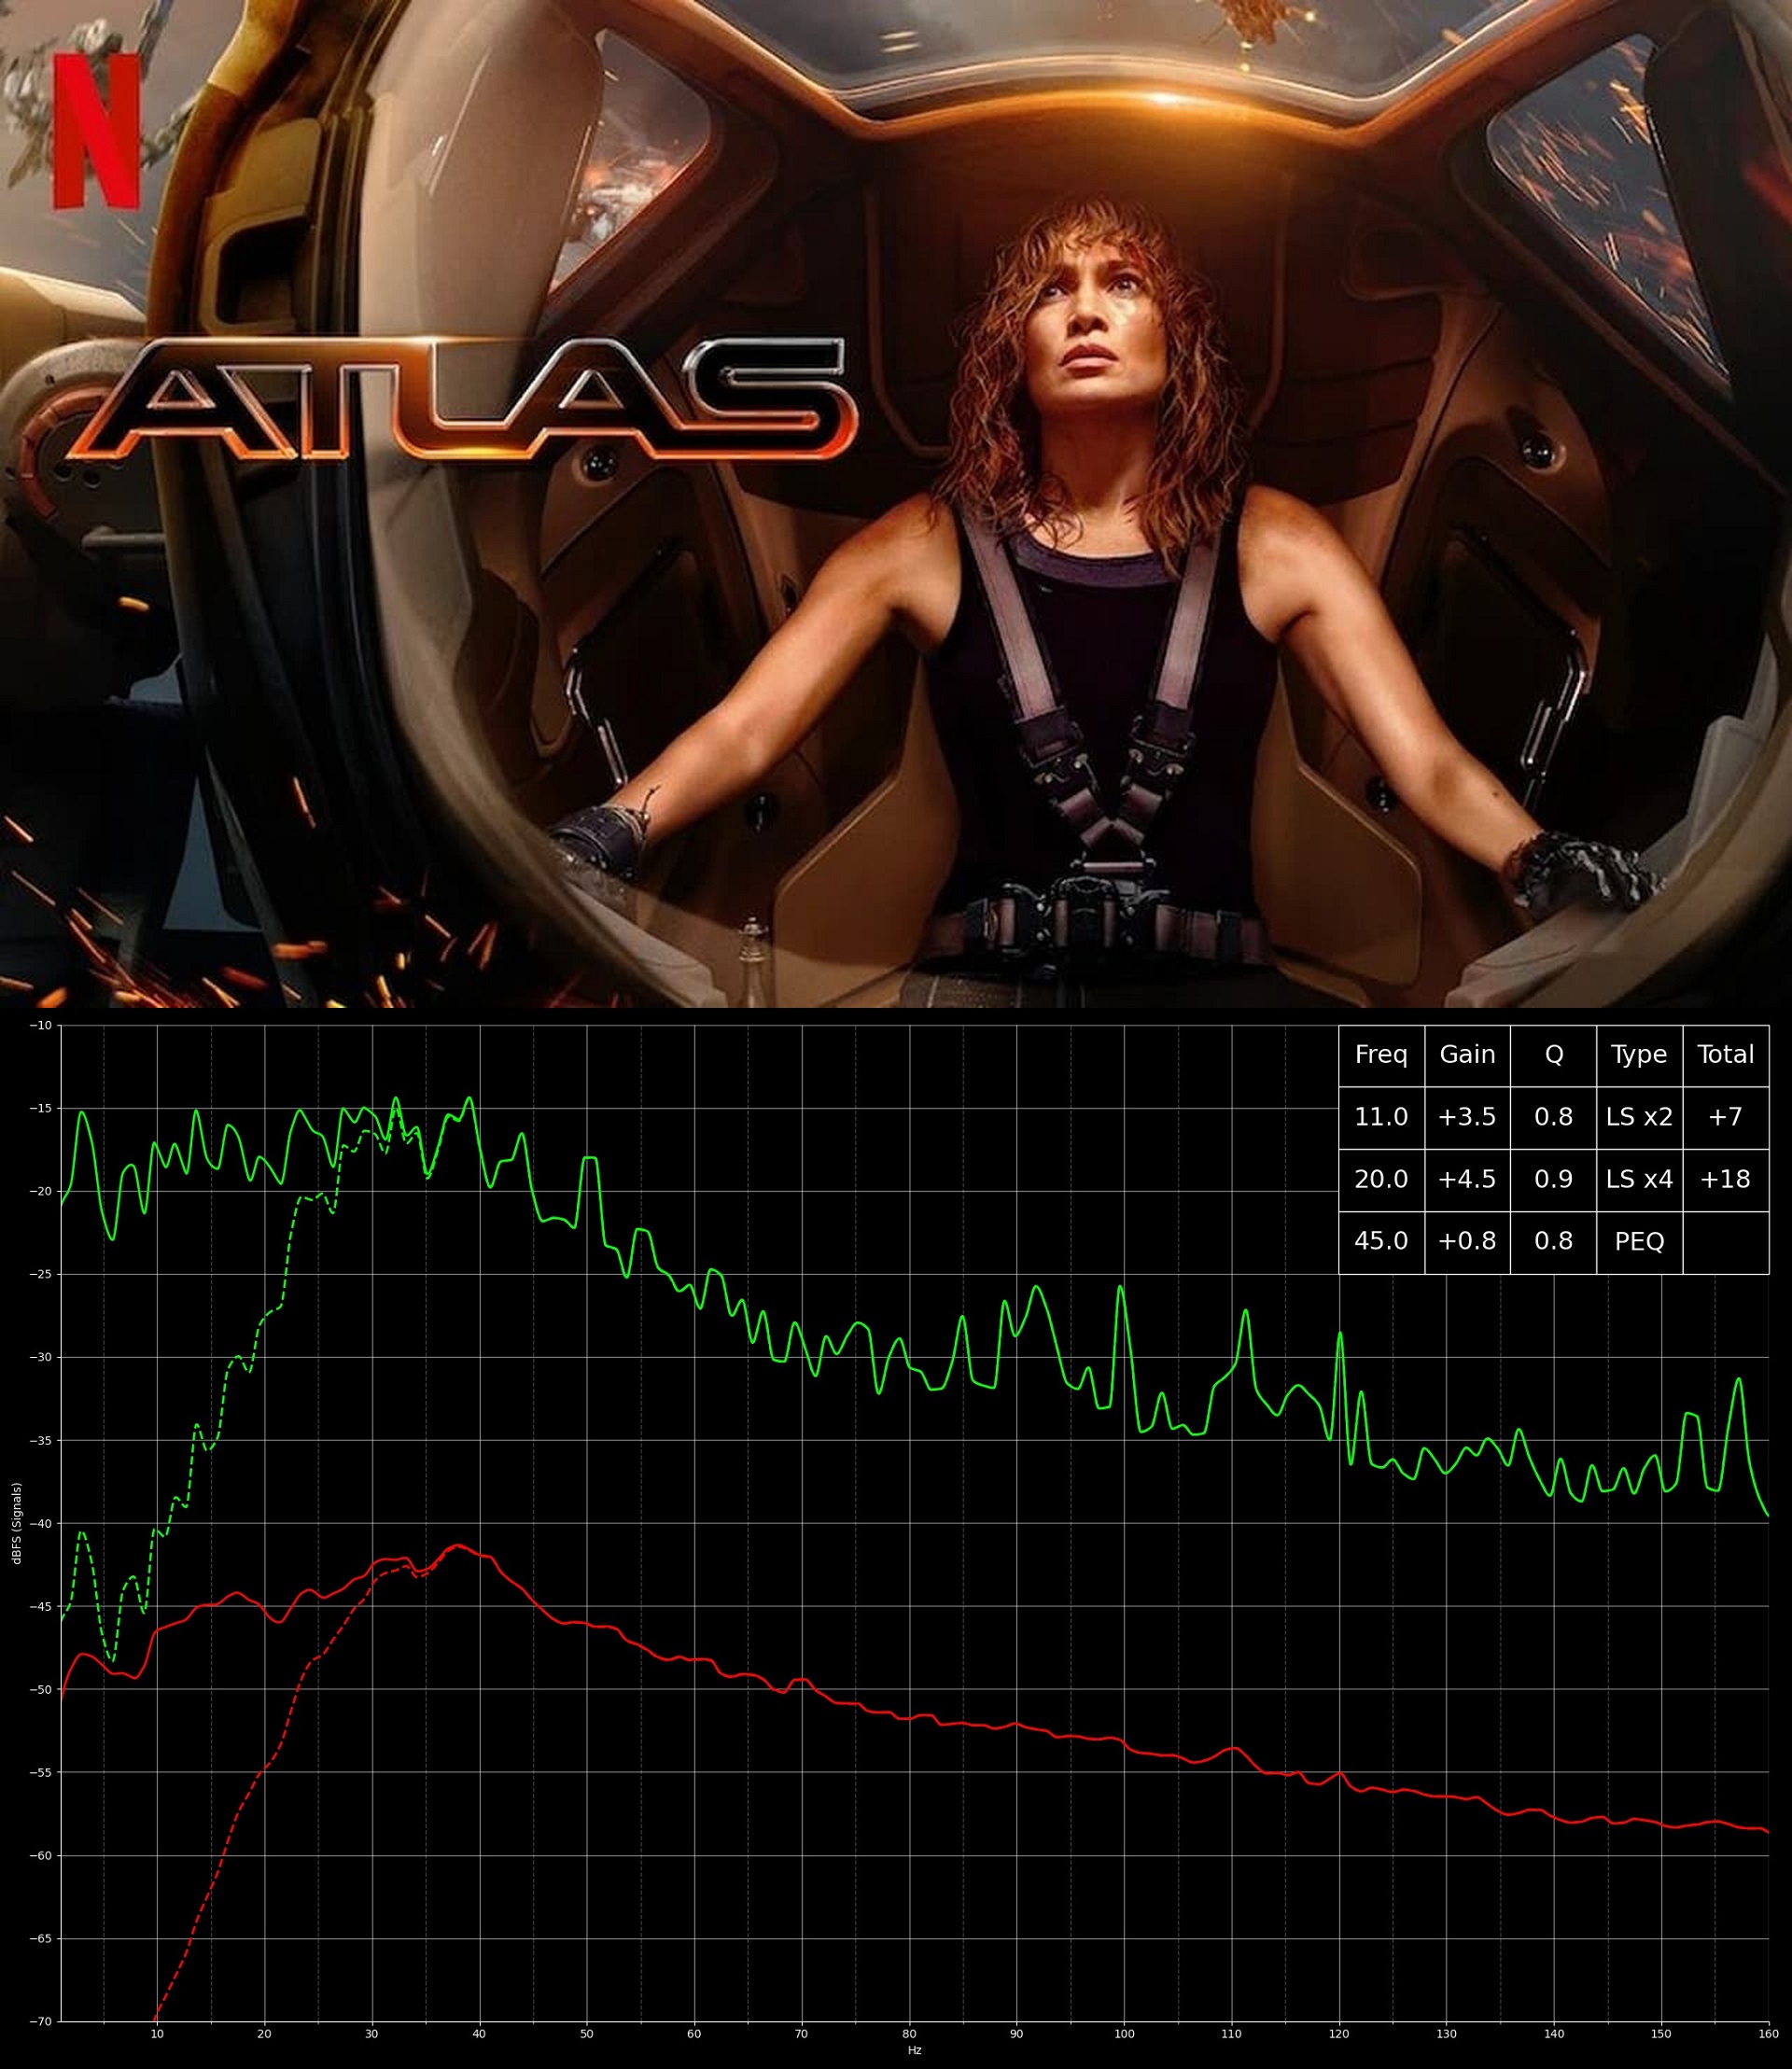 N
ATLAS
Freq Gain Q Type Total
11.0 +3.5 0.8 LS x2 +7
20.0 +4.5 0.9 LS x4 +18
45.0 +0.8 0.8 PEQ
−10
−15
−20
−25
−30
−35
−40
−45
−50
−55
−60
−65
−70
dBFS (Signals)
10 20 30 40 50 60 70 80 90 100 110 120 130 140 150 160
Hz